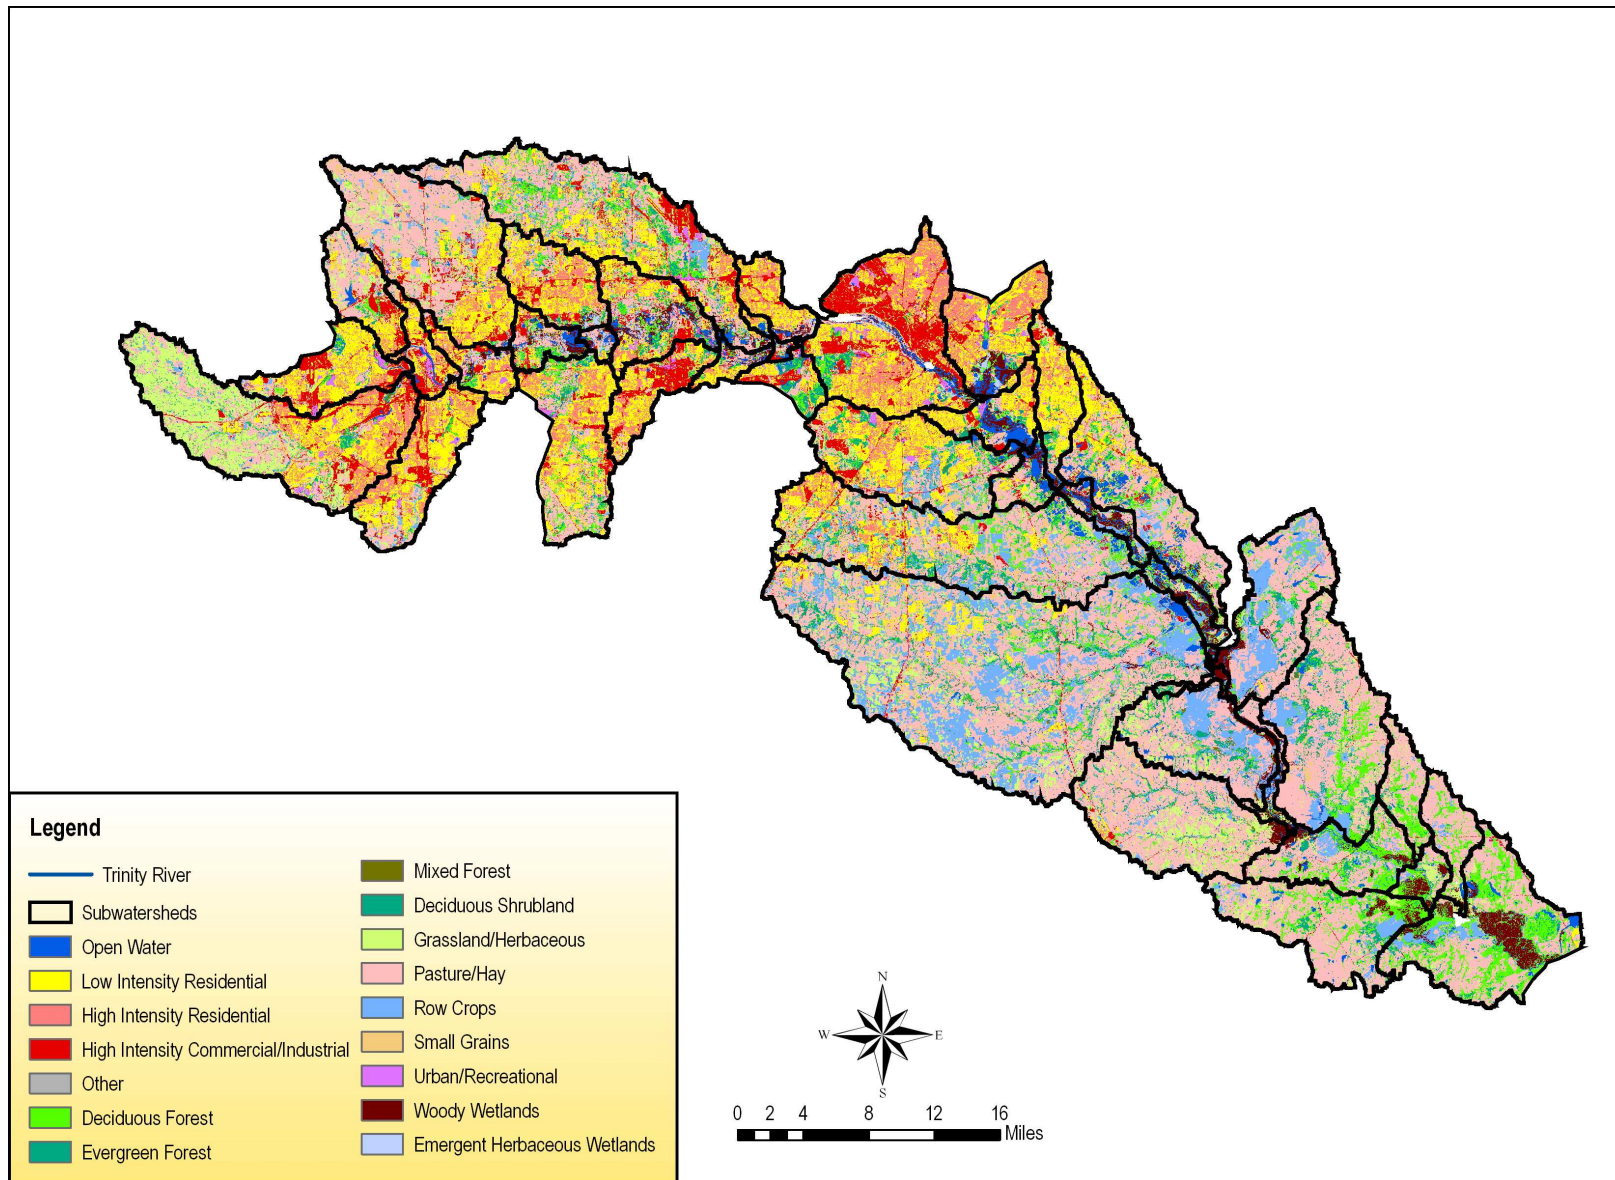 Legend
Trinity River
Subwatersheds
Open Water
Low Intensity Residential
High Intensity Residential
High Intensity Commercial/Industrial
Other
Deciduous Forest
Evergreen Forest
Mixed Forest
Deciduous Shrubland
Grassland/Herbaceous
Pasture/Hay
Row Crops
Small Grains
Urban/Recreational
Woody Wetlands
Emergent Herbaceous Wetlands
N
W E
S
0 2 4 8 12 16
Miles